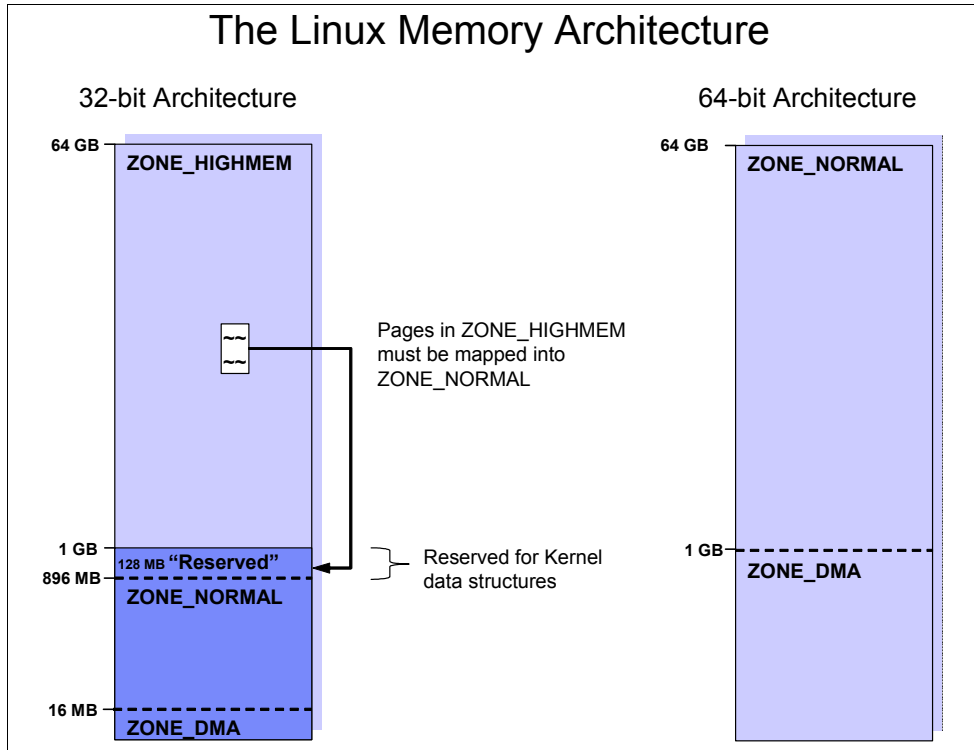 The Linux Memory Architecture
32-bit Architecture
64-bit Architecture
64 GB
ZONE_HIGHMEM
~~
~~
Pages in ZONE_HIGHMEM
must be mapped into
ZONE_NORMAL
1 GB
128 MB “Reserved”
Reserved for Kernel
data structures
896 MB
ZONE_NORMAL
16 MB
ZONE_DMA
64 GB
ZONE_NORMAL
1 GB
ZONE_DMA